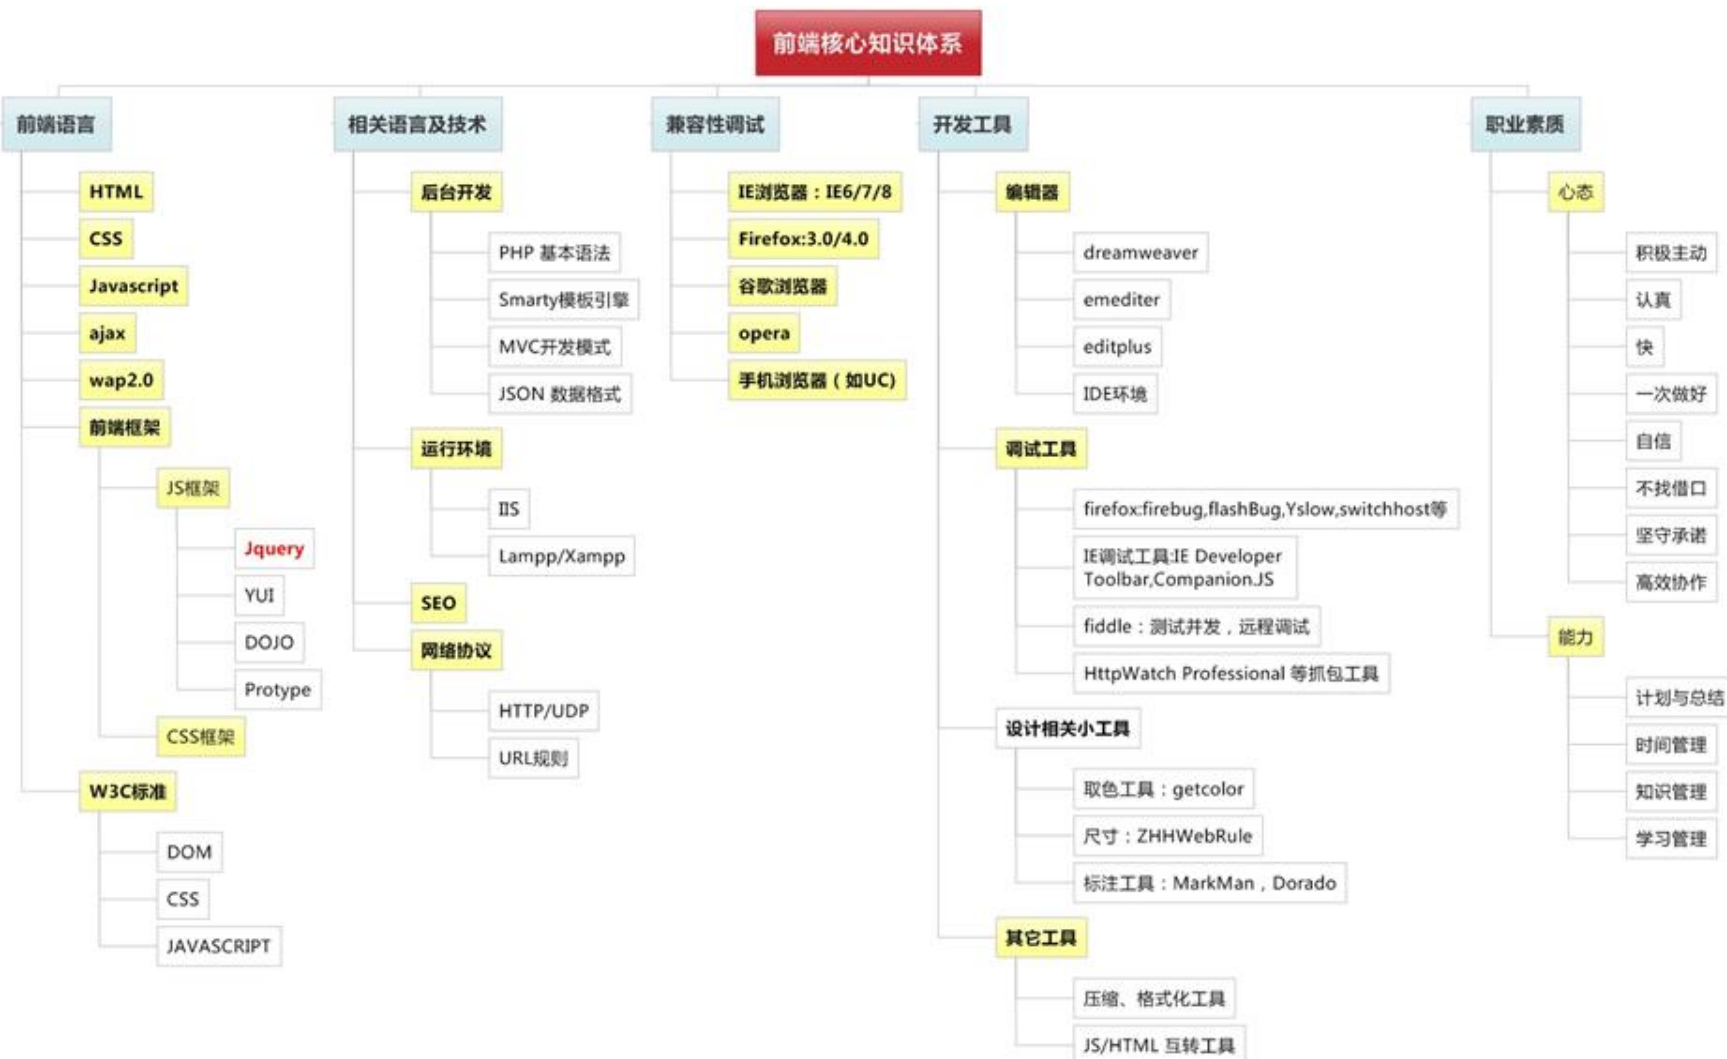 前端核心知识体系
前端语言
HTML
CSS
Javascript
ajax
wap2.0
前端框架
JS框架
Jquery
YUI
DOJO
Protype
CSS框架
W3C标准
DOM
CSS
JAVASCRIPT
相关语言及技术
后台开发
PHP 基本语法
Smarty模板引擎
MVC开发模式
JSON 数据格式
运行环境
IIS
Lampp/Xampp
SEO
网络协议
HTTP/UDP
URL规则
兼容性调试
IE浏览器：IE6/7/8
Firefox:3.0/4.0
谷歌浏览器
opera
手机浏览器（如UC)
开发工具
编辑器
dreamweaver
emediter
editplus
IDE环境
调试工具
firefox:firebug,flashBug,Yslow,switchhost等
IE调试工具:IE Developer
Toolbar,Companion.JS
fiddle：测试并发，远程调试
HttpWatch Professional 等抓包工具
设计相关小工具
取色工具：getcolor
尺寸：ZHHWebRule
标注工具：MarkMan，Dorado
其它工具
压缩、格式化工具
JS/HTML 互转工具
职业素质
心态
积极主动
认真
快
一次做好
自信
不找借口
坚守承诺
高效协作
能力
计划与总结
时间管理
知识管理
学习管理